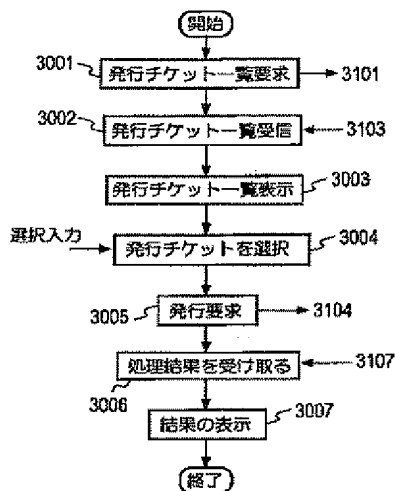 開始
3001
発行チケット一覧要求
3101
3002
発行チケット一覧受信
3103
発行チケット一覧表示
3003
選択入力
発行チケットを選択
3004
3005
発行要求
3104
処理結果を受け取る
3107
3006
結果の表示
3007
終了